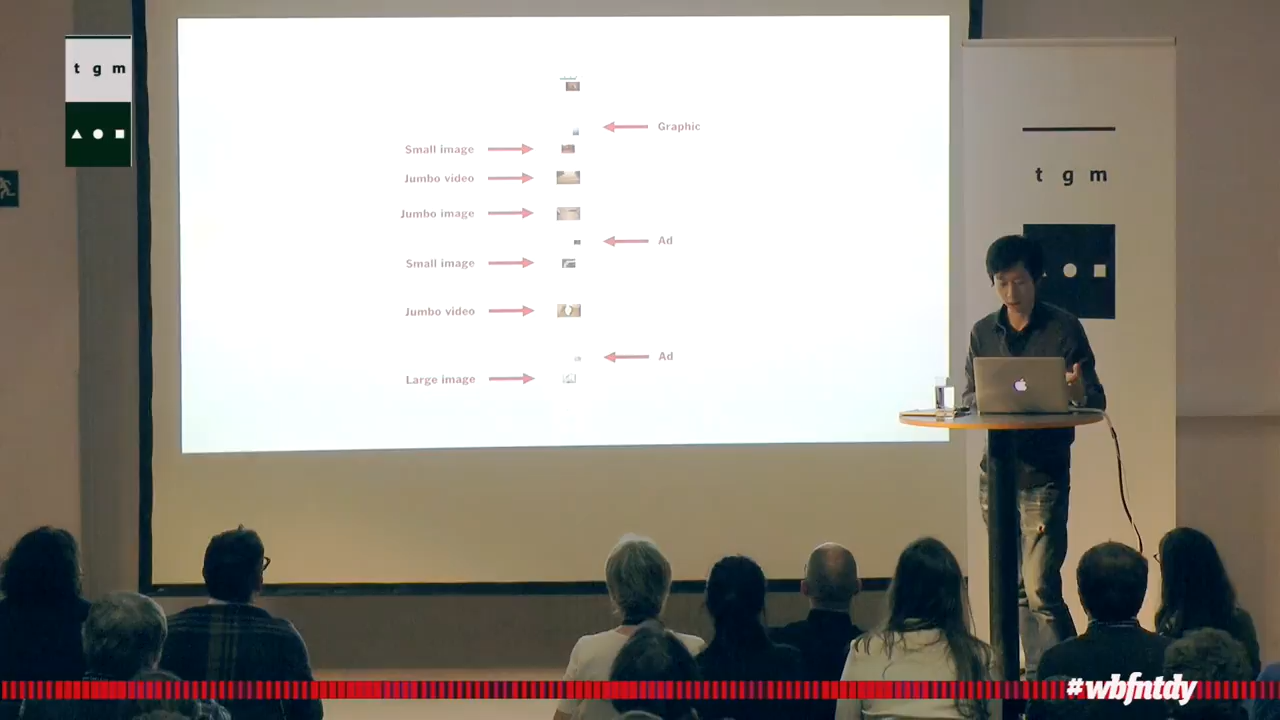 t g m
Graphic
Small image
Jumbo video
Jumbo image
Ad
Small image
Jumbo video
Ad
Large image
t g m
#wbfntdy